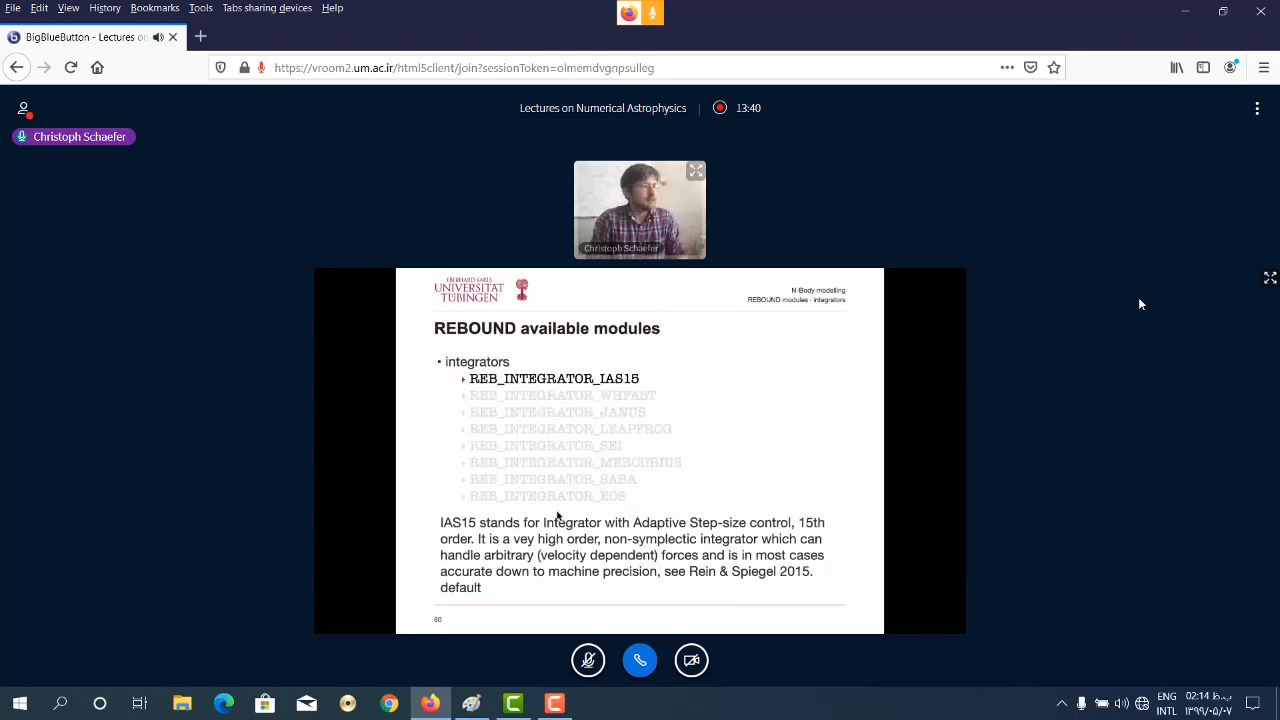 File Edit View History Bookmarks Tools Tabs sharing devices Help
BigBlueButton - Lectures on
https://vroom2.um.ac.ir/html5client/join?sessionToken=olmemdvgnpsulleg
Lectures on Numerical Astrophysics
13:40
Christoph Schaefer
Christoph Schaefer
EBERHARD KARLS
UNIVERSITÄT
TÜBINGEN
N-Body modelling
REBOUND modules - integrators
REBOUND available modules
• integrators
REB_INTEGRATOR_IAS15
REB_INTEGRATOR_WHFAST
REB_INTEGRATOR_JANUS
REB_INTEGRATOR_LEAPFROG
REB_INTEGRATOR_SEI
REB_INTEGRATOR_MERCURIUS
REB_INTEGRATOR_SABA
REB_INTEGRATOR_EOS
IAS15 stands for Integrator with Adaptive Step-size control, 15th
order. It is a vey high order, non-symplectic integrator which can
handle arbitrary (velocity dependent) forces and is in most cases
accurate down to machine precision, see Rein & Spiegel 2015.
default
60
ENG
INTL